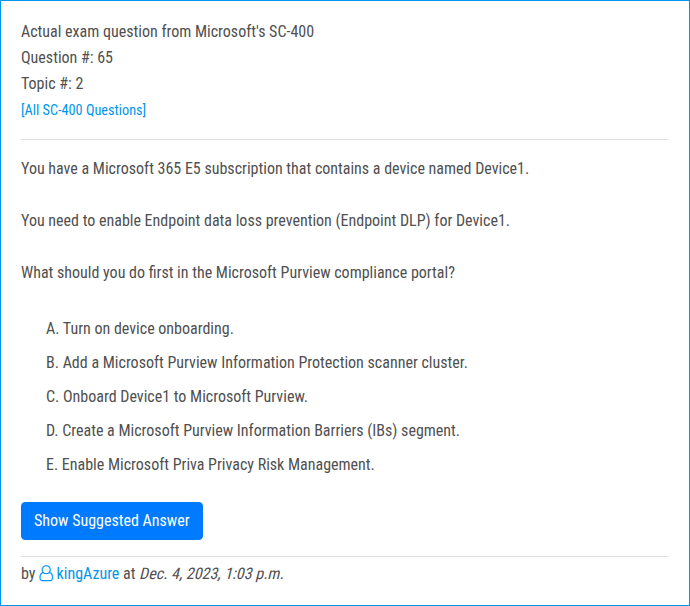 Actual exam question from Microsoft's SC-400
Question #: 65
Topic #: 2
[All SC-400 Questions]
You have a Microsoft 365 E5 subscription that contains a device named Device1.
You need to enable Endpoint data loss prevention (Endpoint DLP) for Device1.
What should you do first in the Microsoft Purview compliance portal?
A. Turn on device onboarding.
B. Add a Microsoft Purview Information Protection scanner cluster.
C. Onboard Device1 to Microsoft Purview.
D. Create a Microsoft Purview Information Barriers (IBs) segment.
E. Enable Microsoft Priva Privacy Risk Management.
Show Suggested Answer
by kingAzure at Dec. 4, 2023, 1:03 p.m.